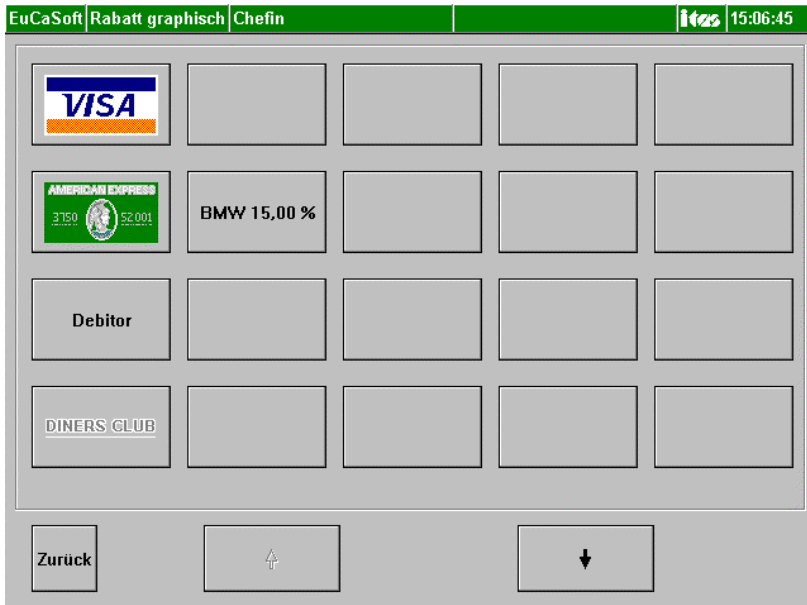 EuCaSoft Rabatt graphisch Chefin itas 15:06:45
VISA
AMERICAN EXPRESS
3750 52001
BMW 15,00 %
Debitor
DINERS CLUB
Zurück